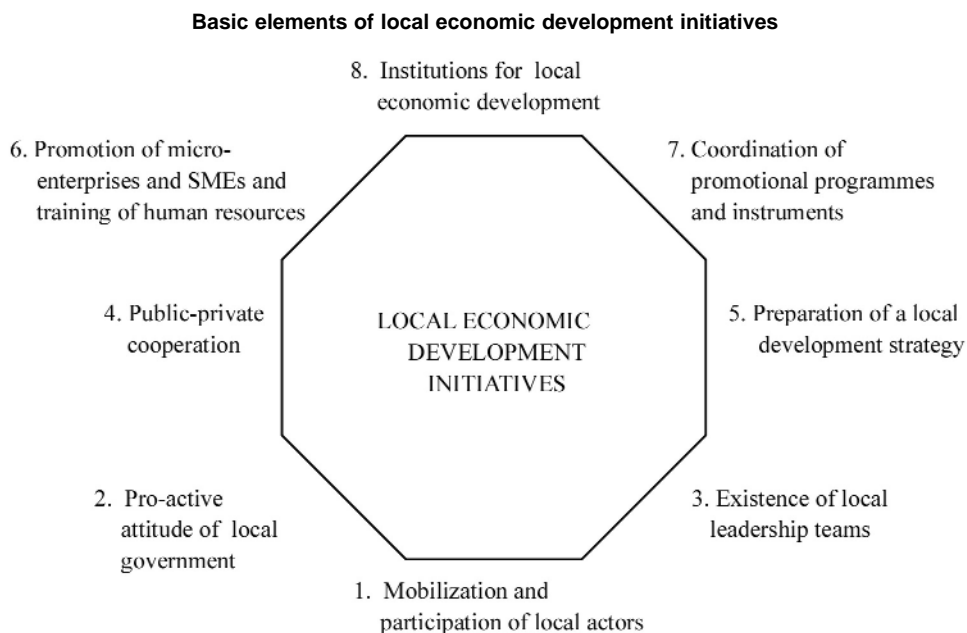 Basic elements of local economic development initiatives
8. Institutions for local
economic development
6. Promotion of micro-
enterprises and SMEs and
training of human resources
7. Coordination of
promotional programmes
and instruments
4. Public-private
cooperation
LOCAL ECONOMIC
DEVELOPMENT
INITIATIVES
5. Preparation of a local
development strategy
2. Pro-active
attitude of local
government
3. Existence of local
leadership teams
1. Mobilization and
participation of local actors